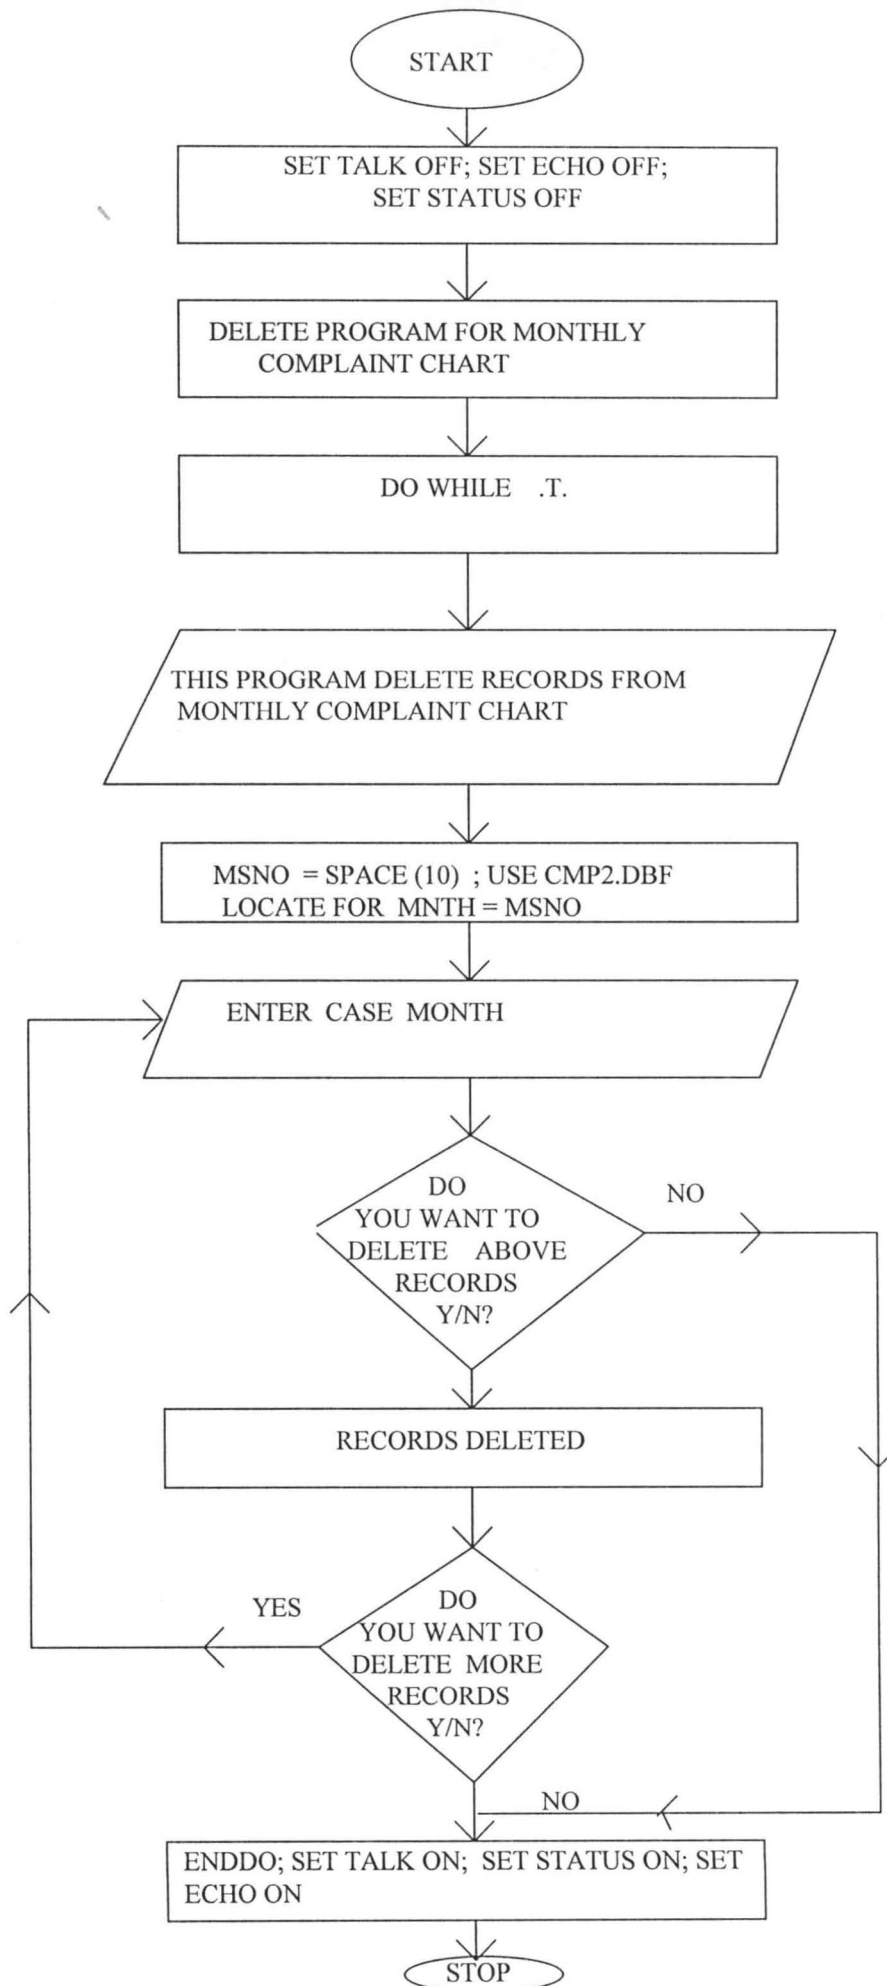 START
SET TALK OFF; SET ECHO OFF;
SET STATUS OFF
DELETE PROGRAM FOR MONTHLY
COMPLAINT CHART
DO WHILE .T.
THIS PROGRAM DELETE RECORDS FROM
MONTHLY COMPLAINT CHART
MSNO = SPACE (10) ; USE CMP2.DBF
LOCATE FOR MNTH = MSNO
ENTER CASE MONTH
DO
YOU WANT TO
DELETE ABOVE
RECORDS
Y/N?
NO
RECORDS DELETED
YES
DO
YOU WANT TO
DELETE MORE
RECORDS
Y/N?
NO
ENDDO; SET TALK ON; SET STATUS ON; SET
ECHO ON
STOP